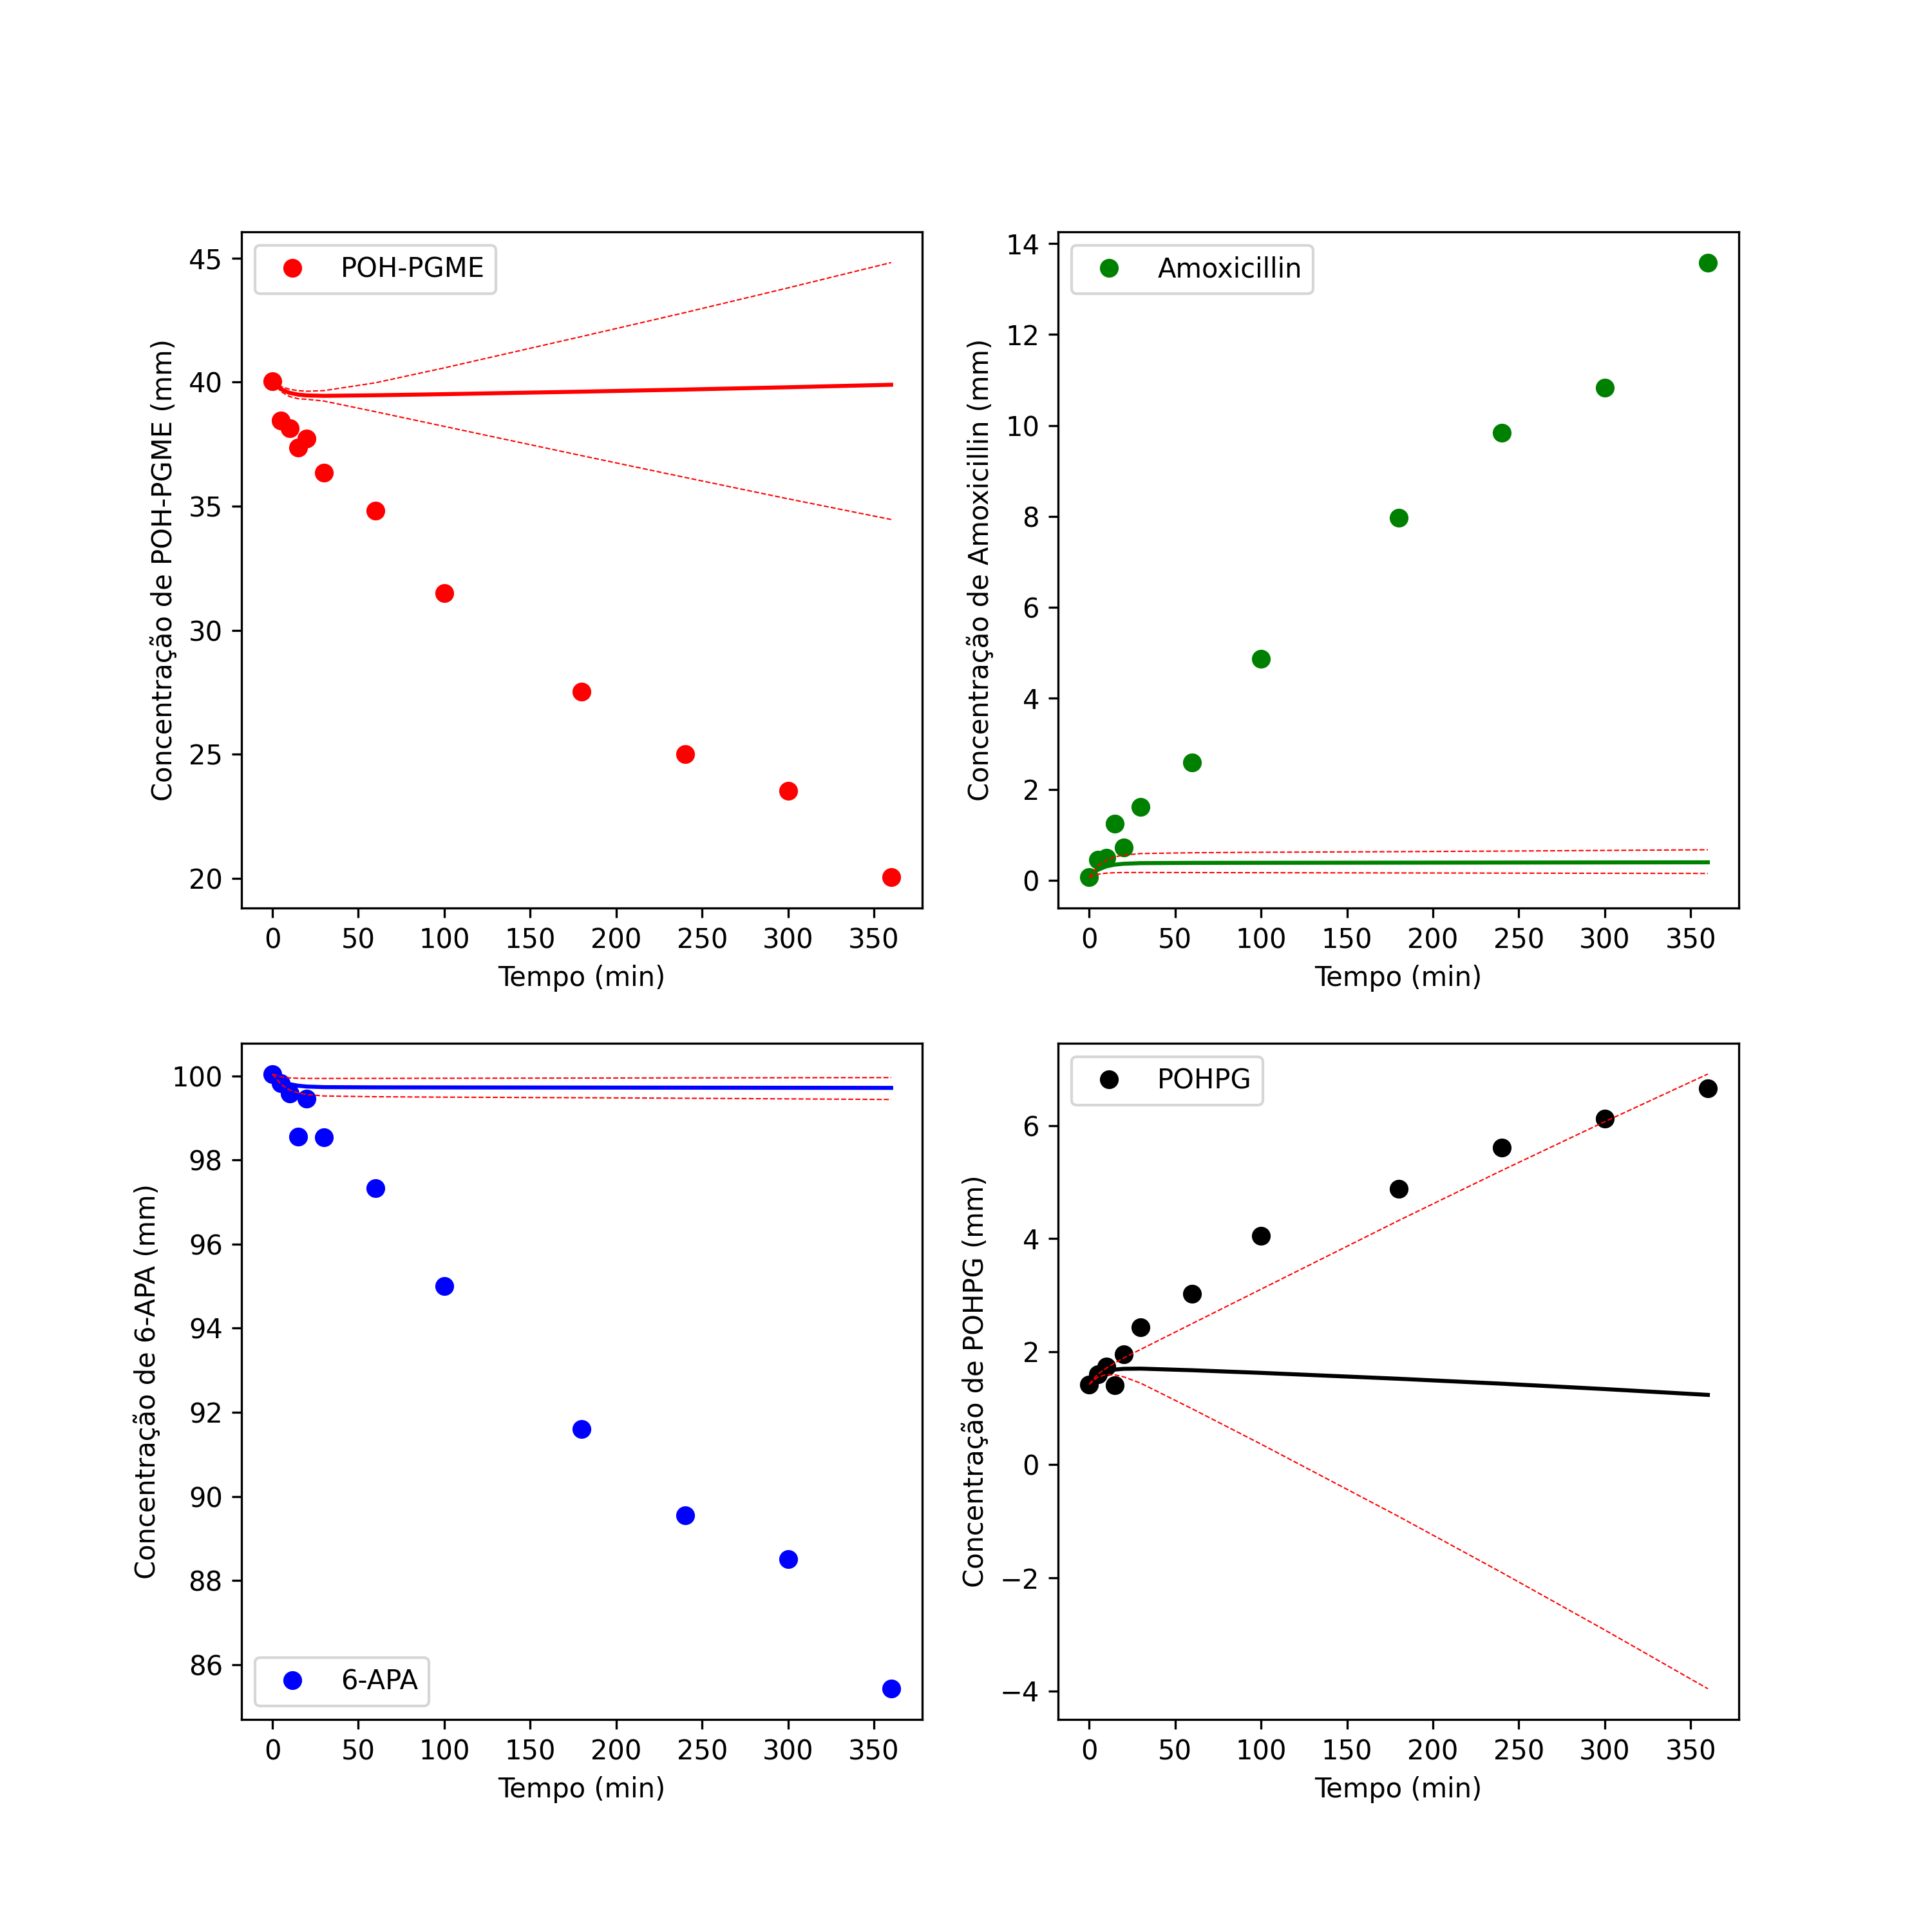 POH-PGME
Concentração de POH-PGME (mm)
45
40
35
30
25
20
0 50 100 150 200 250 300 350
Tempo (min)
Amoxicillin
Concentração de Amoxicillin (mm)
14
12
10
8
6
4
2
0
0 50 100 150 200 250 300 350
Tempo (min)
Concentração de 6-APA (mm)
100
98
96
94
92
90
88
86
6-APA
0 50 100 150 200 250 300 350
Tempo (min)
POHPG
Concentração de POHPG (mm)
6
4
2
0
−2
−4
0 50 100 150 200 250 300 350
Tempo (min)